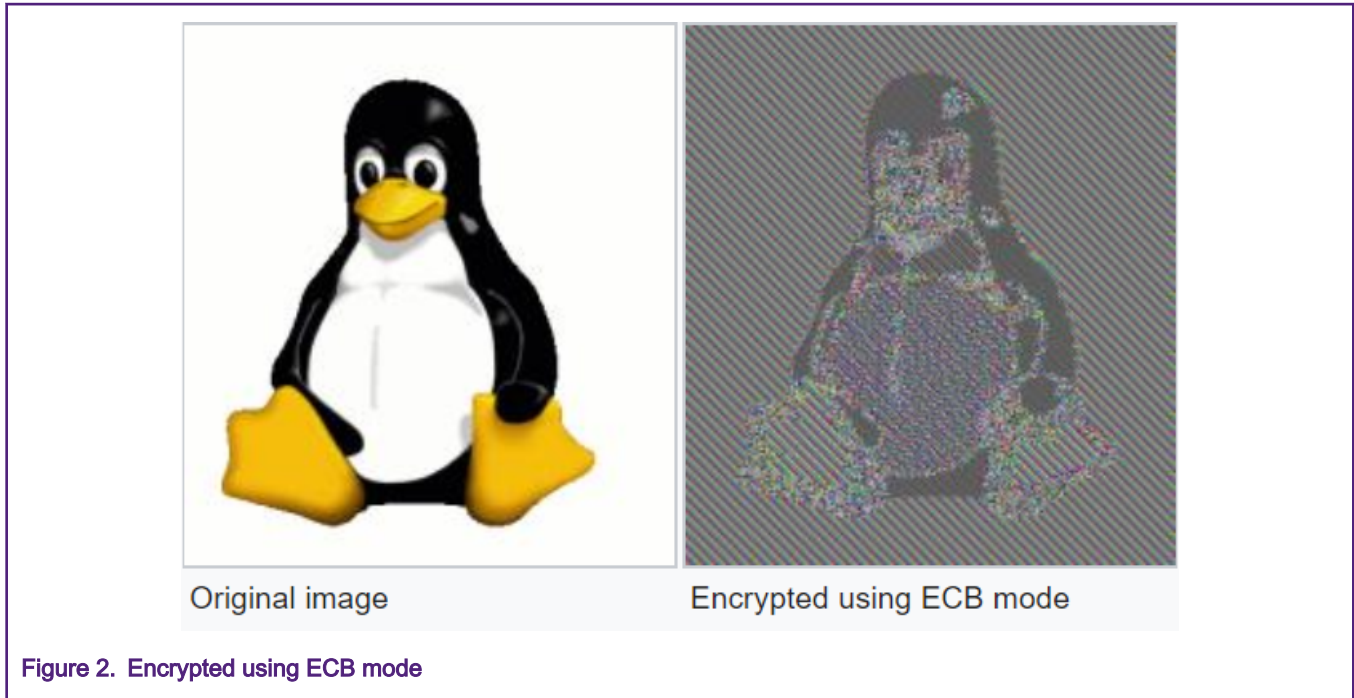 Original image
Encrypted using ECB mode
Figure 2. Encrypted using ECB mode